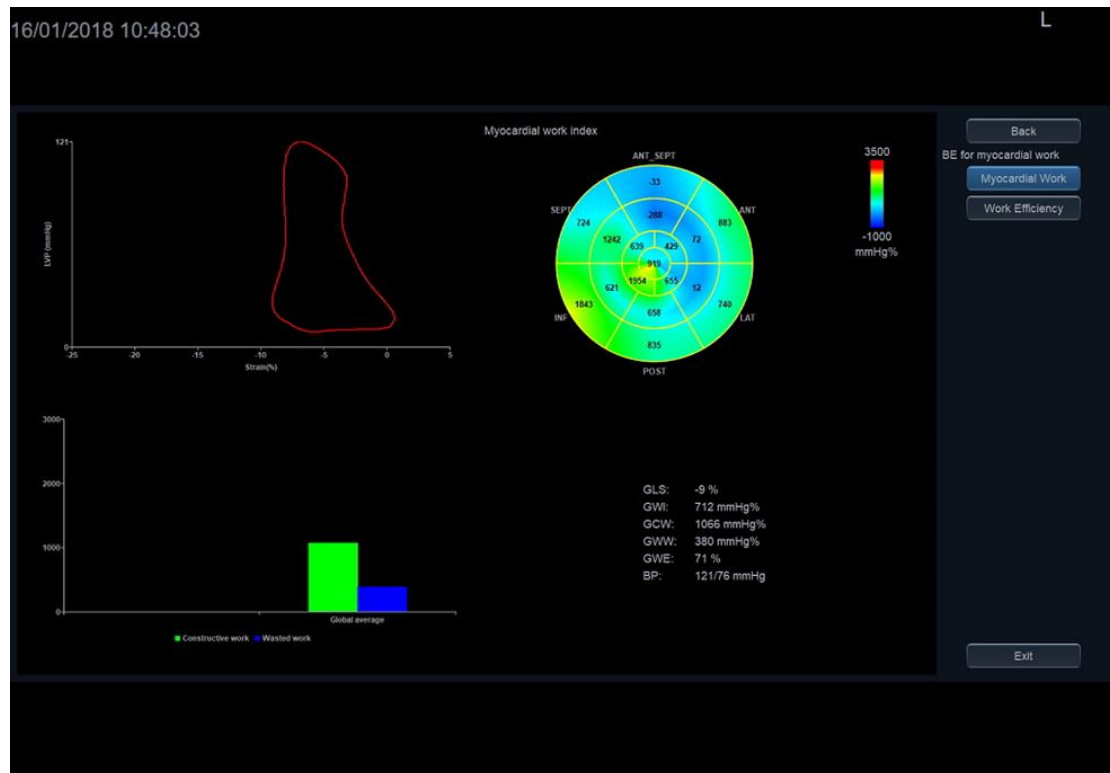 16/01/2018 10:48:03
L
Back
BE for myocardial work
Myocardial Work
Work Efficiency
Myocardial work index
121
LVP (mmHg)
0
-25 -20 -15 -10 -5 0 5
Strain(%)
ANT_SEPT
SEPT
ANT
INF
LAT
POST
-33
724
883
-288
1242
72
639
429
919
1954
655
621
12
1843
740
658
835
3500
-1000
mmHg%
3000
2000
1000
0
Global average
Constructive work Wasted work
GLS: -9 %
GWI: 712 mmHg%
GCW: 1066 mmHg%
GWW: 380 mmHg%
GWE: 71 %
BP: 121/76 mmHg
Exit